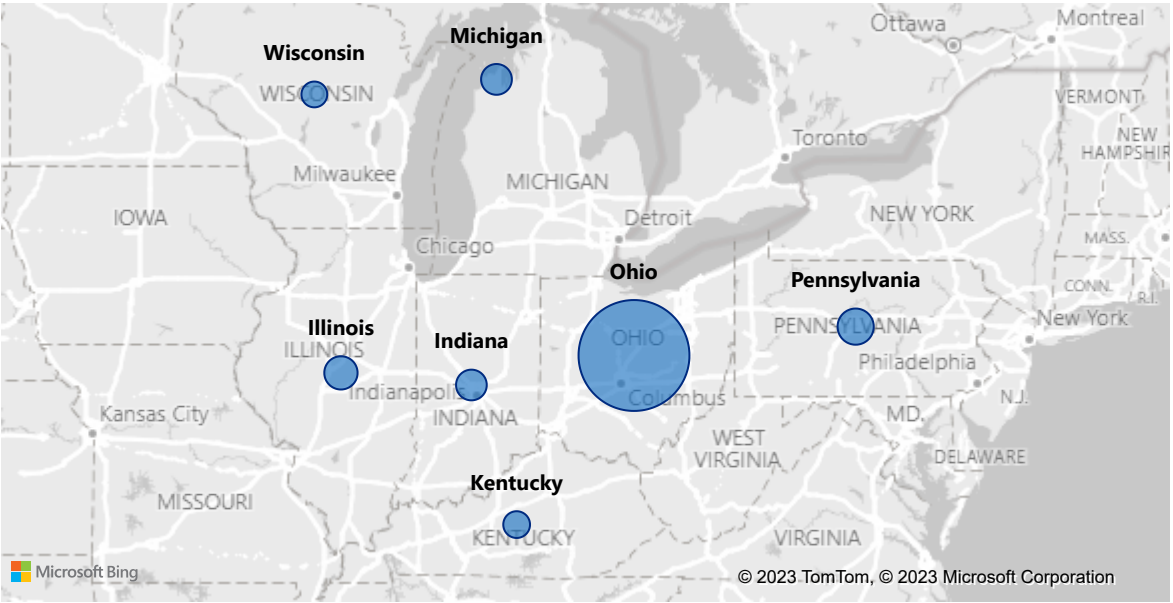 Ottawa
Montreal
Michigan
Wisconsin
WISCONSIN
VERMONT
Toronto
NEW
HAMPSHIR
Milwaukee
MICHIGAN
IOWA
NEW YORK
Detroit
MASS.
Chicago
Ohio
Pennsylvania
CONN.
R.I.
Illinois
Indiana
OHIO
PENNSYLVANIA
New York
ILLINOIS
Philadelphia
Indianapolis
Columbus
N.J.
Kansas City
INDIANA
MD.
WEST
VIRGINIA
DELAWARE
Kentucky
MISSOURI
KENTUCKY
VIRGINIA
Microsoft Bing
© 2023 TomTom, © 2023 Microsoft Corporation